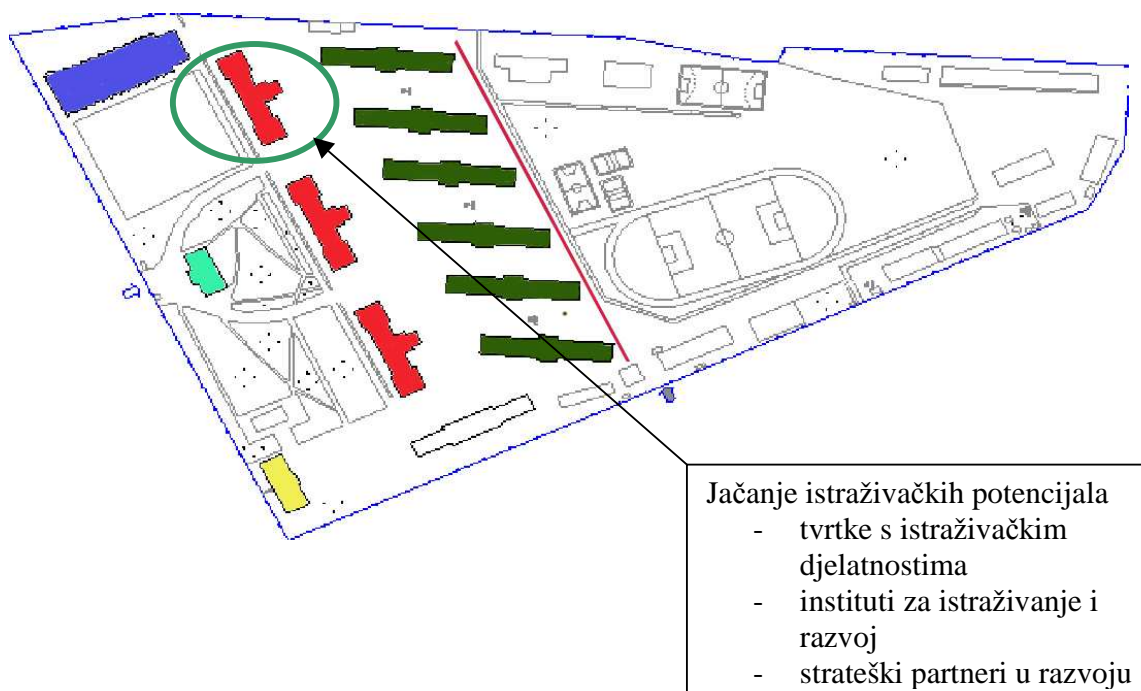 Jačanje istraživačkih potencijala
- tvrtke s istraživačkim
djelatnostima
- instituti za istraživanje i
razvoj
- strateški partneri u razvoju